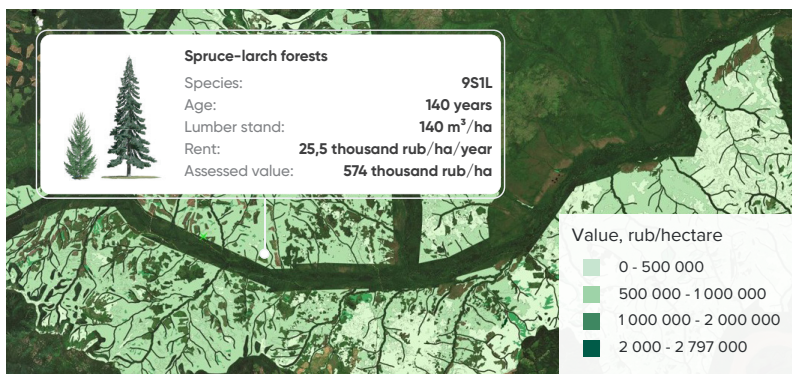 Spruce-larch forests
Species: 9S1L
Age: 140 years
Lumber stand: 140 m³/ha
Rent: 25,5 thousand rub/ha/year
Assessed value: 574 thousand rub/ha
Value, rub/hectare
0 - 500 000
500 000 - 1 000 000
1 000 000 - 2 000 000
2 000 - 2 797 000